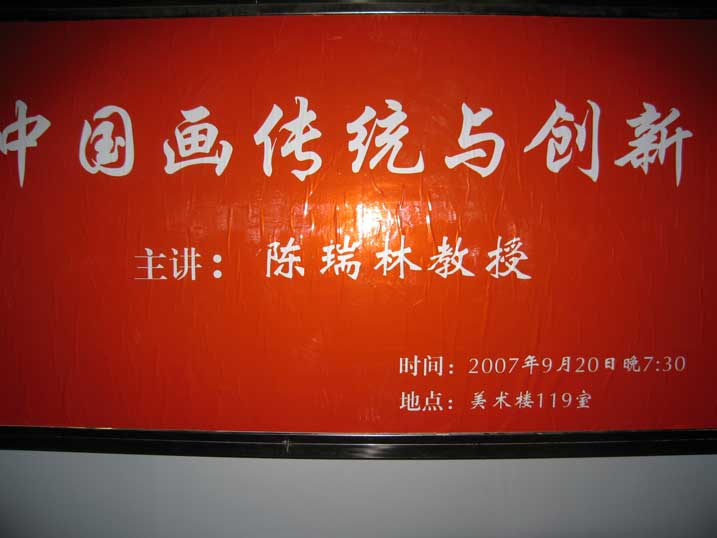 中国画传统与创新
主讲：陈瑞林教授
时间：2007年9月20日晚7:30
地点：美术楼119室